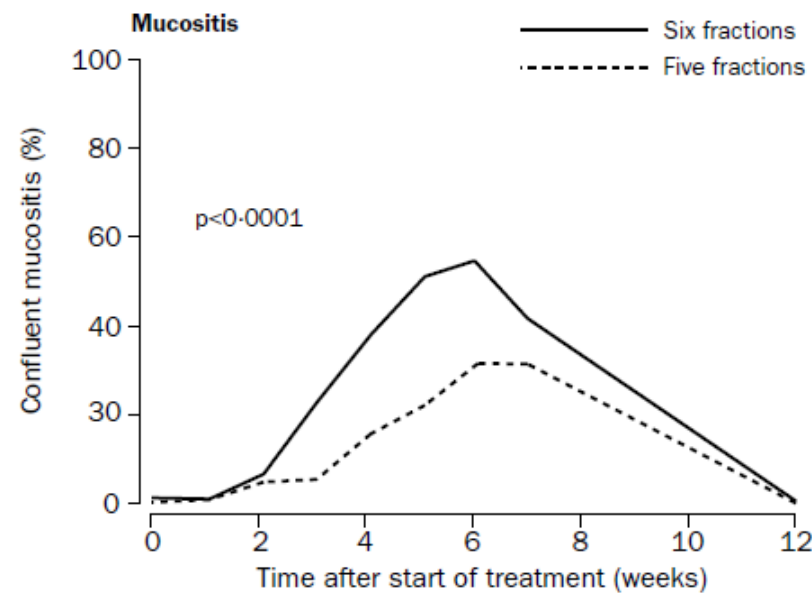 Mucositis
Six fractions
Five fractions
100
80
60
40
30
0
Confluent mucositis (%)
p<0·0001
0 2 4 6 8 10 12
Time after start of treatment (weeks)